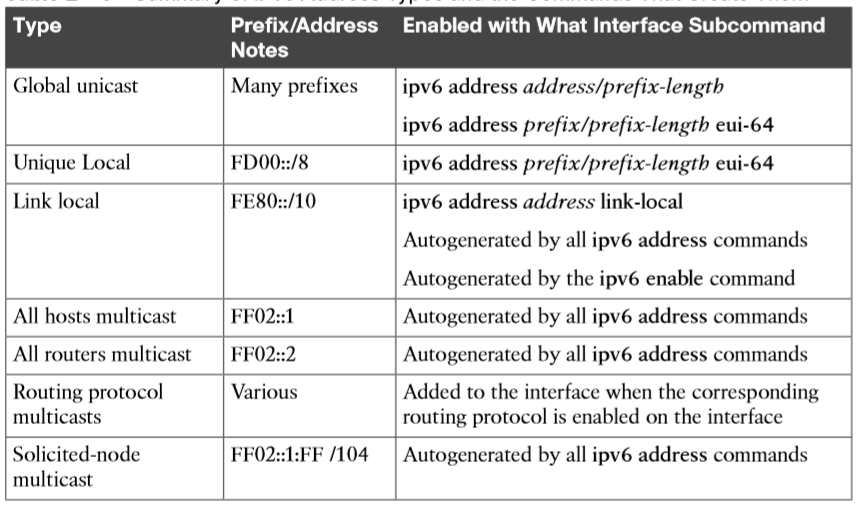 Type Prefix/Address Enabled with What Interface Subcommand
Notes
Global unicast Many prefixes ipv6 address address/prefix-length
ipv6 address prefix/prefix-length eui-64
Unique Local FD00::/8 ipv6 address prefix/prefix-length eui-64
Link local FE80::/10 ipv6 address address link-local
Autogenerated by all ipv6 address commands
Autogenerated by the ipv6 enable command
All hosts multicast FF02::1 Autogenerated by all ipv6 address commands
All routers multicast FF02::2 Autogenerated by all ipv6 address commands
Routing protocol Various Added to the interface when the corresponding
multicasts routing protocol is enabled on the interface
Solicited-node FF02::1:FF /104 Autogenerated by all ipv6 address commands
multicast